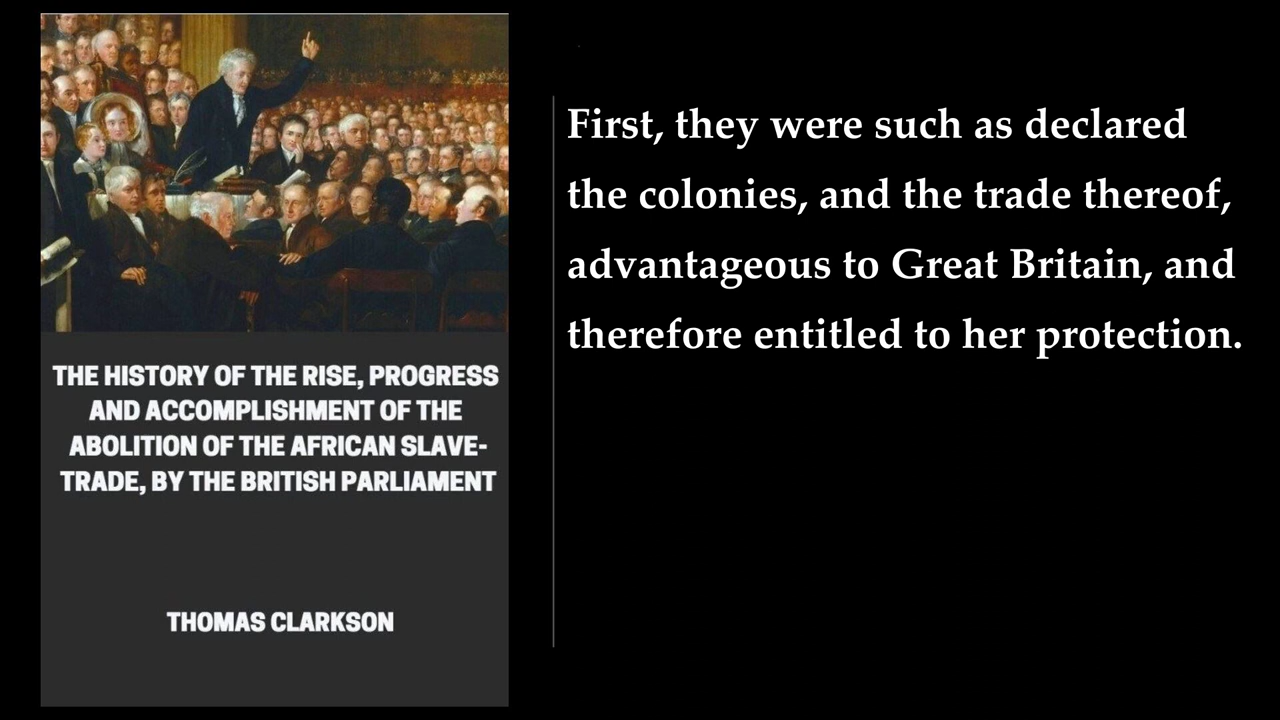 THE HISTORY OF THE RISE, PROGRESS
AND ACCOMPLISHMENT OF THE
ABOLITION OF THE AFRICAN SLAVE-
TRADE, BY THE BRITISH PARLIAMENT
THOMAS CLARKSON
First, they were such as declared
the colonies, and the trade thereof,
advantageous to Great Britain, and
therefore entitled to her protection.